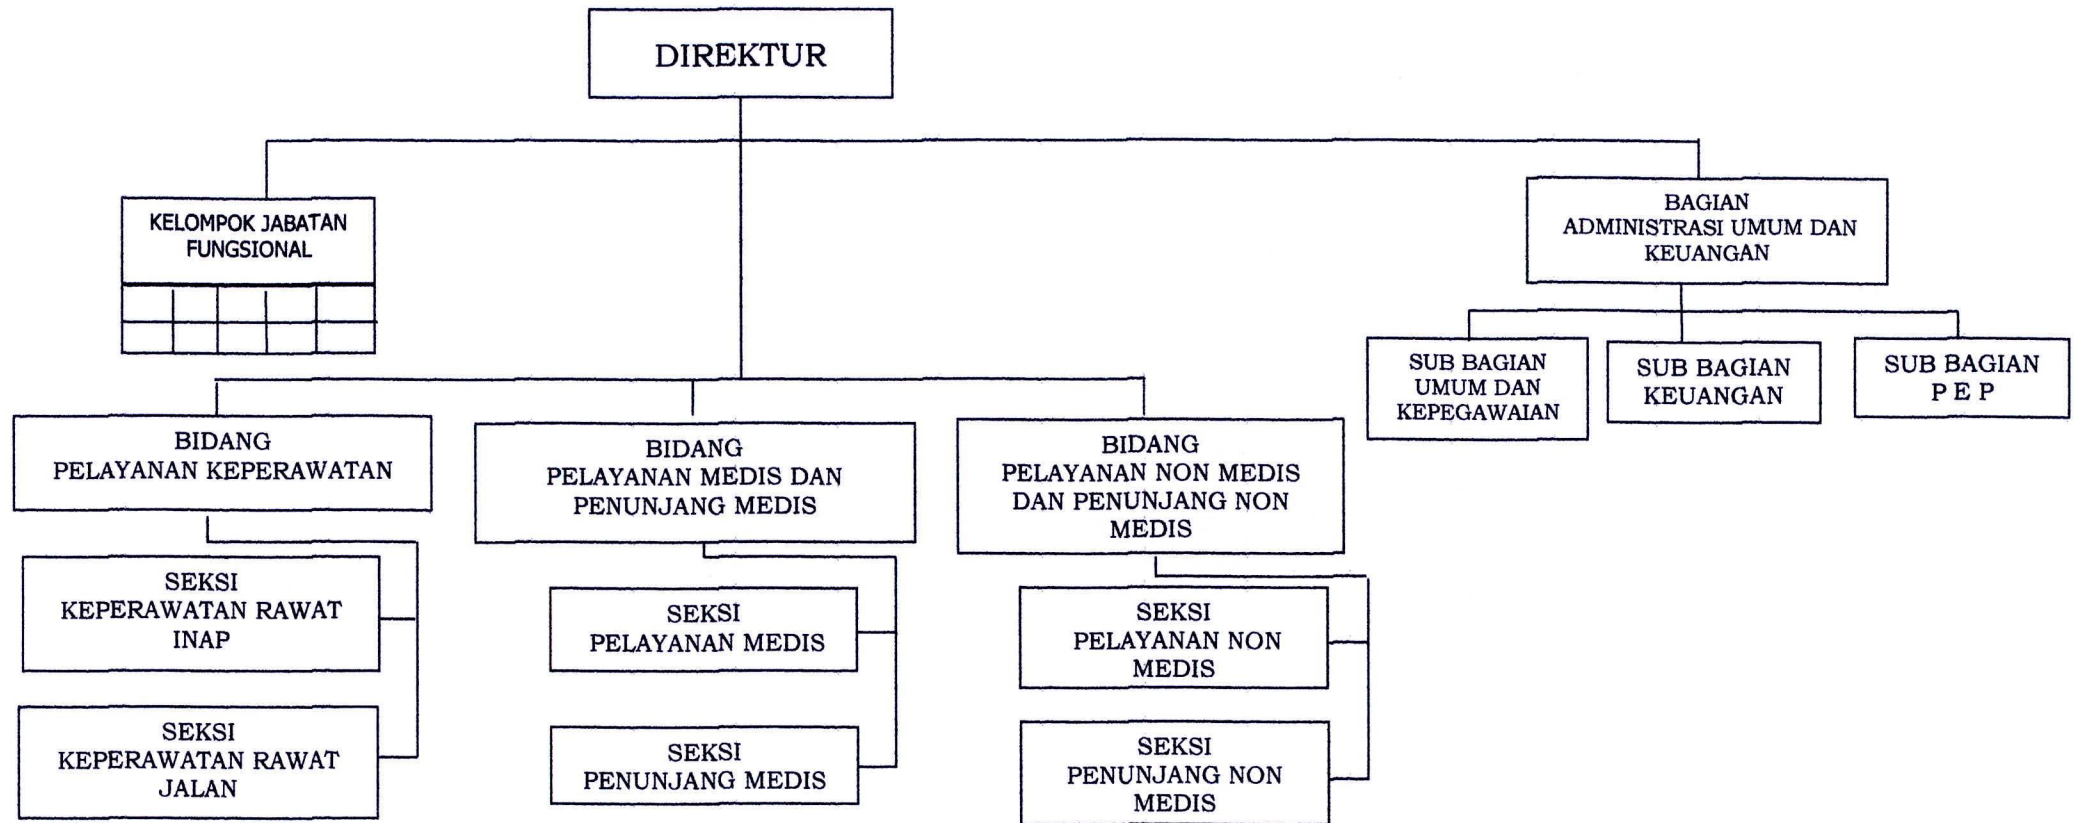 DIREKTUR
KELOMPOK JABATAN
FUNGSIONAL
BAGIAN
ADMINISTRASI UMUM DAN
KEUANGAN
SUB BAGIAN
UMUM DAN
KEPEGAWAIAN
SUB BAGIAN
KEUANGAN
SUB BAGIAN
P E P
BIDANG
PELAYANAN KEPERAWATAN
BIDANG
PELAYANAN MEDIS DAN
PENUNJANG MEDIS
BIDANG
PELAYANAN NON MEDIS
DAN PENUNJANG NON
MEDIS
SEKSI
KEPERAWATAN RAWAT
INAP
SEKSI
PELAYANAN MEDIS
SEKSI
PELAYANAN NON
MEDIS
SEKSI
KEPERAWATAN RAWAT
JALAN
SEKSI
PENUNJANG MEDIS
SEKSI
PENUNJANG NON
MEDIS